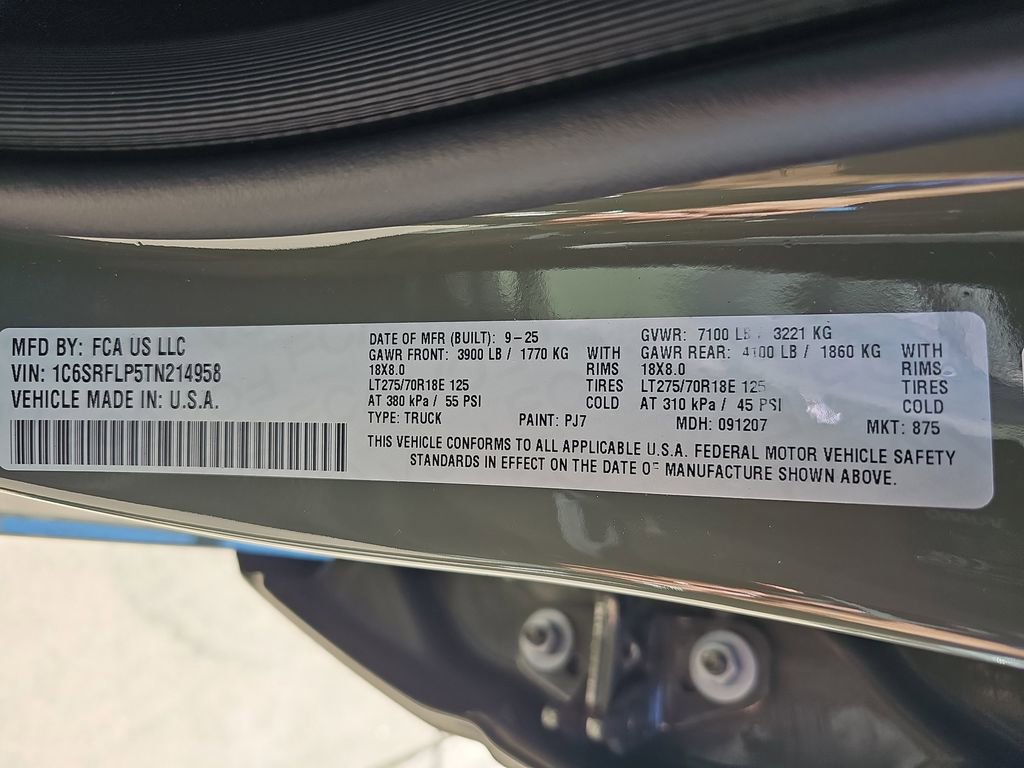 MFD BY: FCA US LLC
VIN: 1C6SRFLP5TN214958
VEHICLE MADE IN: U.S.A.
DATE OF MFR (BUILT): 9-25
GAWR FRONT: 3900 LB / 1770 KG WITH
18X8.0 RIMS
LT275/70R18E 125 TIRES
AT 380 kPa / 55 PSI COLD
TYPE: TRUCK PAINT: PJ7
GVWR: 7100 LB / 3221 KG
GAWR REAR: 4100 LB / 1860 KG WITH
18X8.0 RIMS
LT275/70R18E 125 TIRES
AT 310 kPa / 45 PSI COLD
MDH: 091207 MKT: 875
THIS VEHICLE CONFORMS TO ALL APPLICABLE U.S.A. FEDERAL MOTOR VEHICLE SAFETY
STANDARDS IN EFFECT ON THE DATE OF MANUFACTURE SHOWN ABOVE.